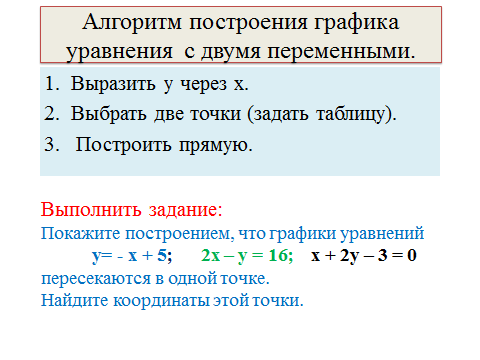 Алгоритм построения графика
уравнения с двумя переменными.
1. Выразить у через х.
2. Выбрать две точки (задать таблицу).
3. Построить прямую.
Выполнить задание:
Покажите построением, что графики уравнений
у= - х + 5; 2х – у = 16; х + 2у – 3 = 0
пересекаются в одной точке.
Найдите координаты этой точки.